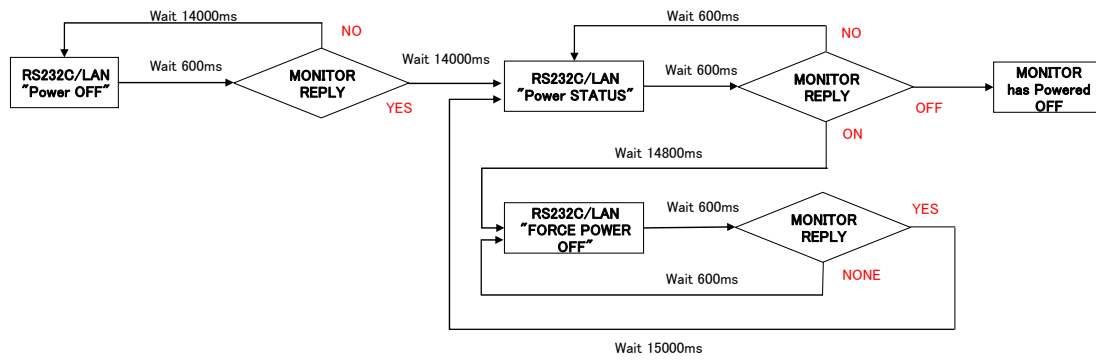 Wait 14000ms
NO
RS232C/LAN
"Power OFF"
Wait 600ms
MONITOR
REPLY
YES
Wait 14000ms
Wait 600ms
NO
RS232C/LAN
"Power STATUS"
Wait 600ms
MONITOR
REPLY
OFF
ON
MONITOR
has Powered
OFF
Wait 14800ms
RS232C/LAN
"FORCE POWER
OFF"
Wait 600ms
MONITOR
REPLY
YES
NONE
Wait 600ms
Wait 15000ms